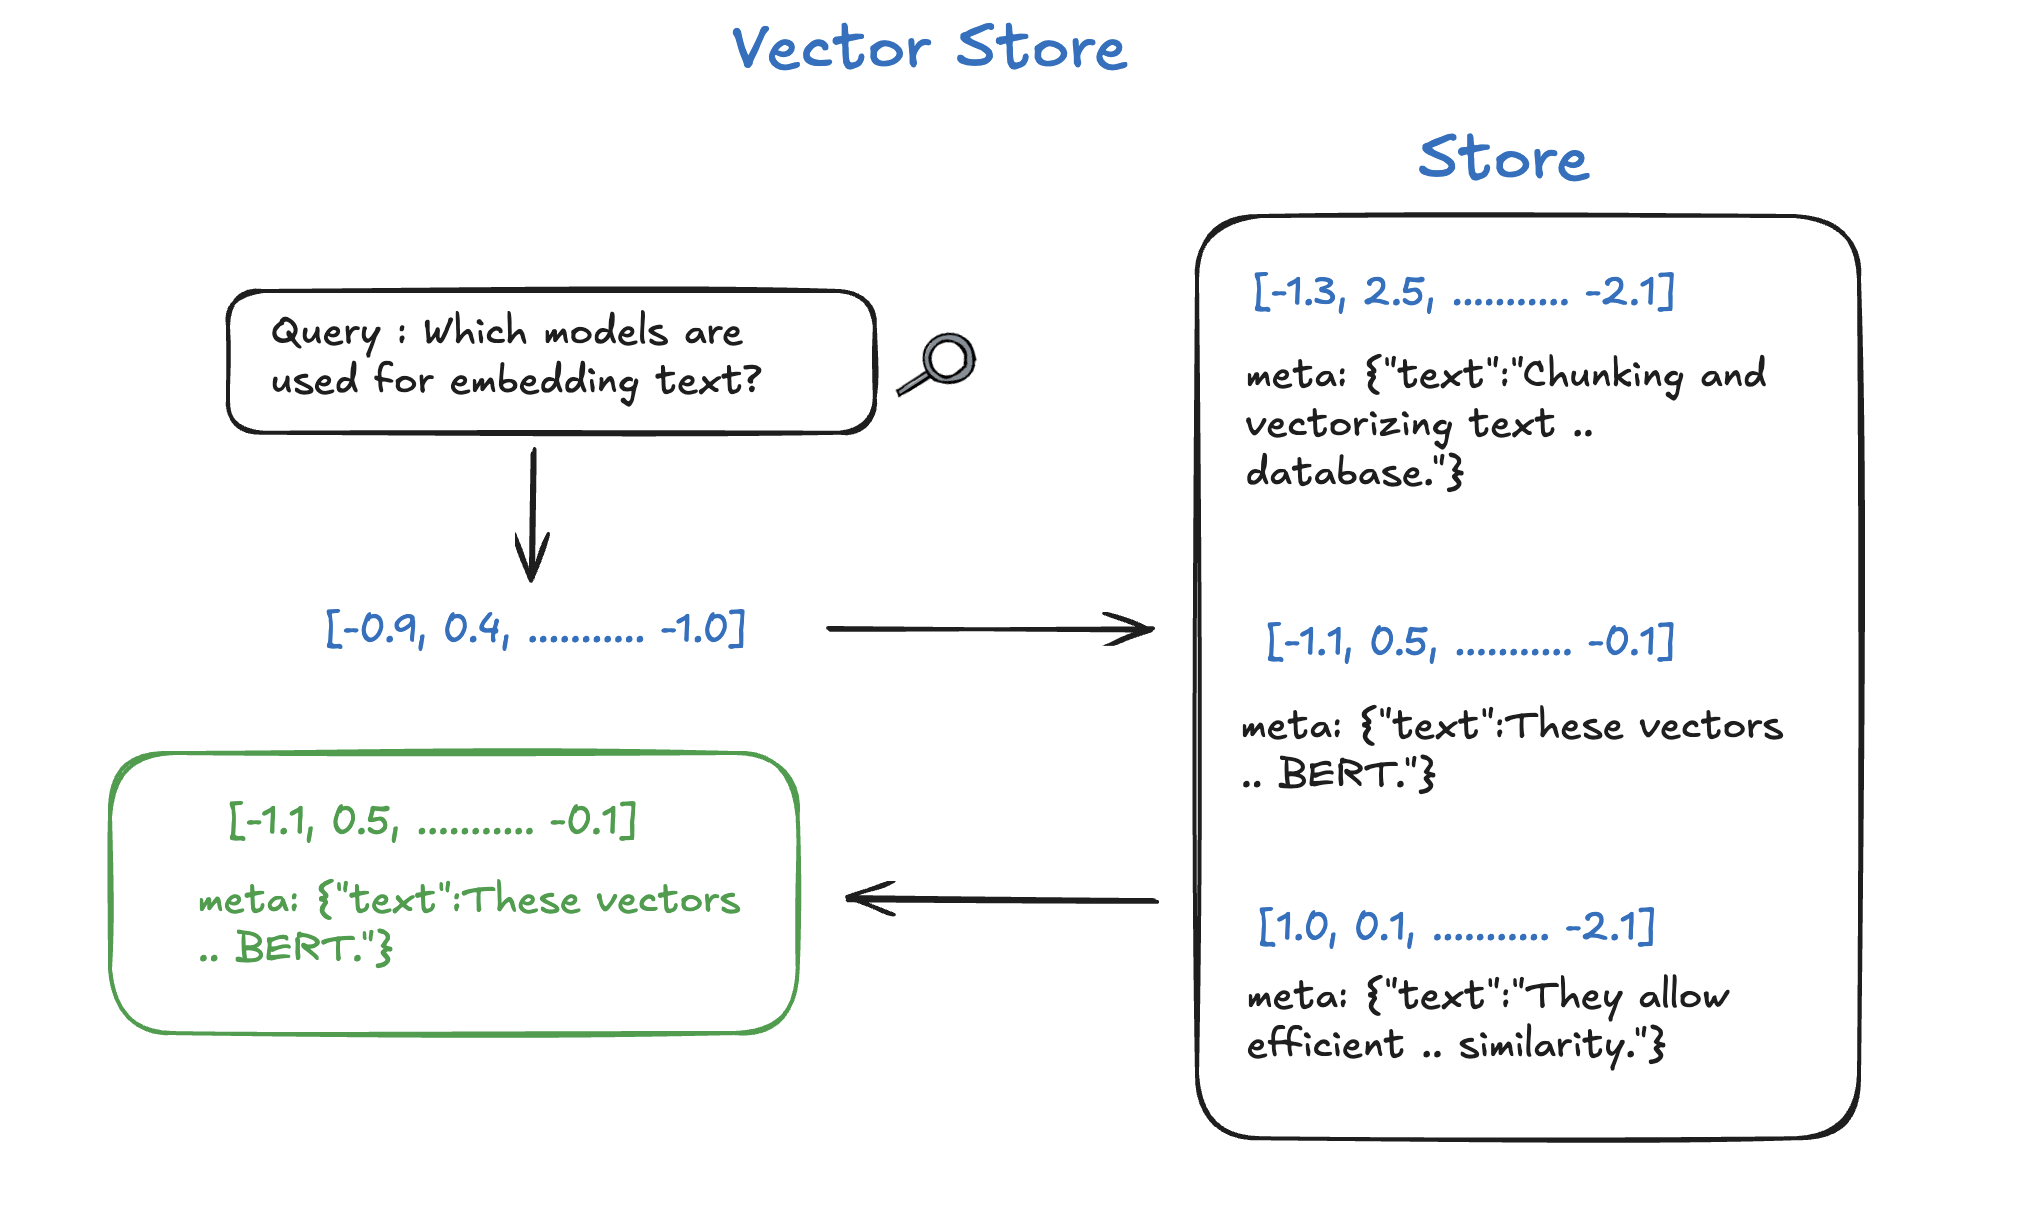 Vector Store
Store
Query : Which models are
used for embedding text?
[-0.9, 0.4, ........... -1.0]
[-1.3, 2.5, ........... -2.1]
meta: {"text":"Chunking and
vectorizing text ..
database."}
[-1.1, 0.5, ........... -0.1]
meta: {"text":These vectors
.. BERT."}
[1.0, 0.1, ........... -2.1]
meta: {"text":"They allow
efficient .. similarity."}
[-1.1, 0.5, ........... -0.1]
meta: {"text":These vectors
.. BERT."}